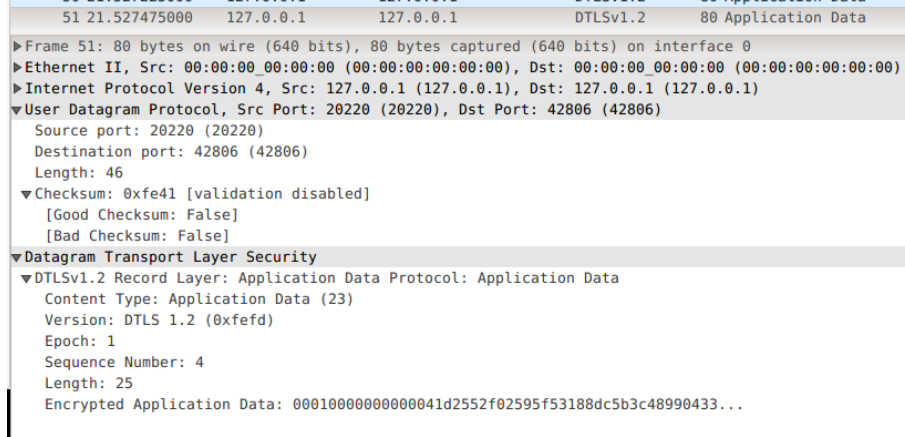 51 21.527475000 127.0.0.1 127.0.0.1 DTLSv1.2 80 Application Data
Frame 51: 80 bytes on wire (640 bits), 80 bytes captured (640 bits) on interface 0
Ethernet II, Src: 00:00:00_00:00:00 (00:00:00:00:00:00), Dst: 00:00:00_00:00:00 (00:00:00:00:00:00)
Internet Protocol Version 4, Src: 127.0.0.1 (127.0.0.1), Dst: 127.0.0.1 (127.0.0.1)
User Datagram Protocol, Src Port: 20220 (20220), Dst Port: 42806 (42806)
Source port: 20220 (20220)
Destination port: 42806 (42806)
Length: 46
Checksum: 0xfe41 [validation disabled]
[Good Checksum: False]
[Bad Checksum: False]
Datagram Transport Layer Security
DTLSv1.2 Record Layer: Application Data Protocol: Application Data
Content Type: Application Data (23)
Version: DTLS 1.2 (0xfefd)
Epoch: 1
Sequence Number: 4
Length: 25
Encrypted Application Data: 00010000000000041d2552f02595f53188dc5b3c48990433...